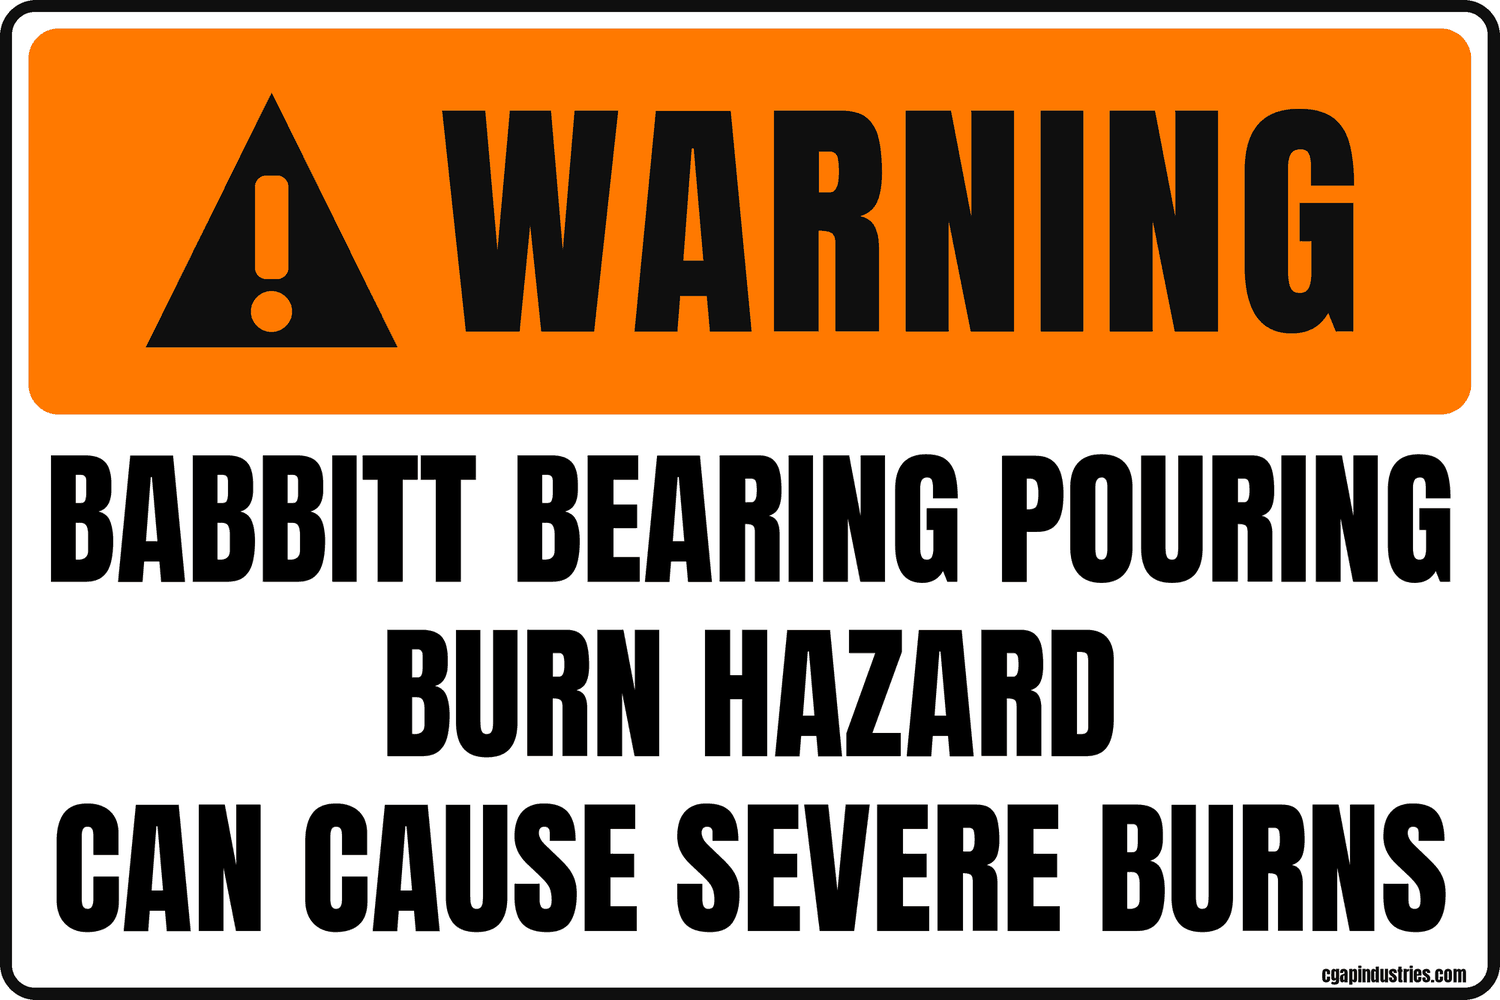 WARNING
BABBITT BEARING POURING
BURN HAZARD
CAN CAUSE SEVERE BURNS
cgapindustries.com